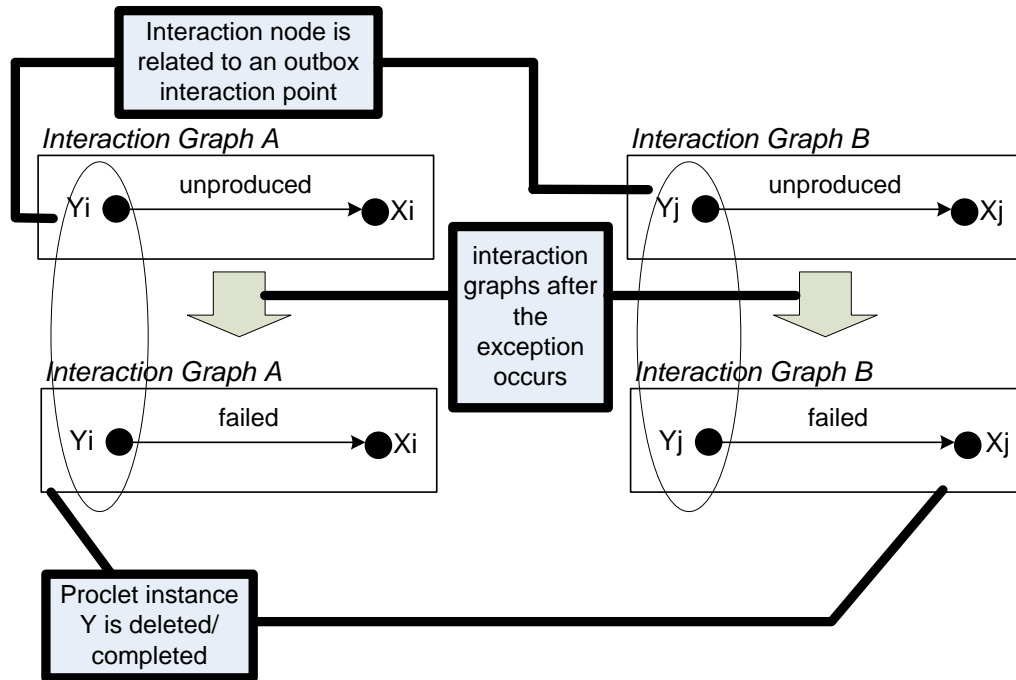 Interaction node is
related to an outbox
interaction point
Interaction Graph A
Yi
unproduced
Xi
Interaction Graph B
Yj
unproduced
Xj
interaction
graphs after
the
exception
occurs
Interaction Graph A
Yi
failed
Xi
Interaction Graph B
Yj
failed
Xj
Proclet instance
Y is deleted/
completed